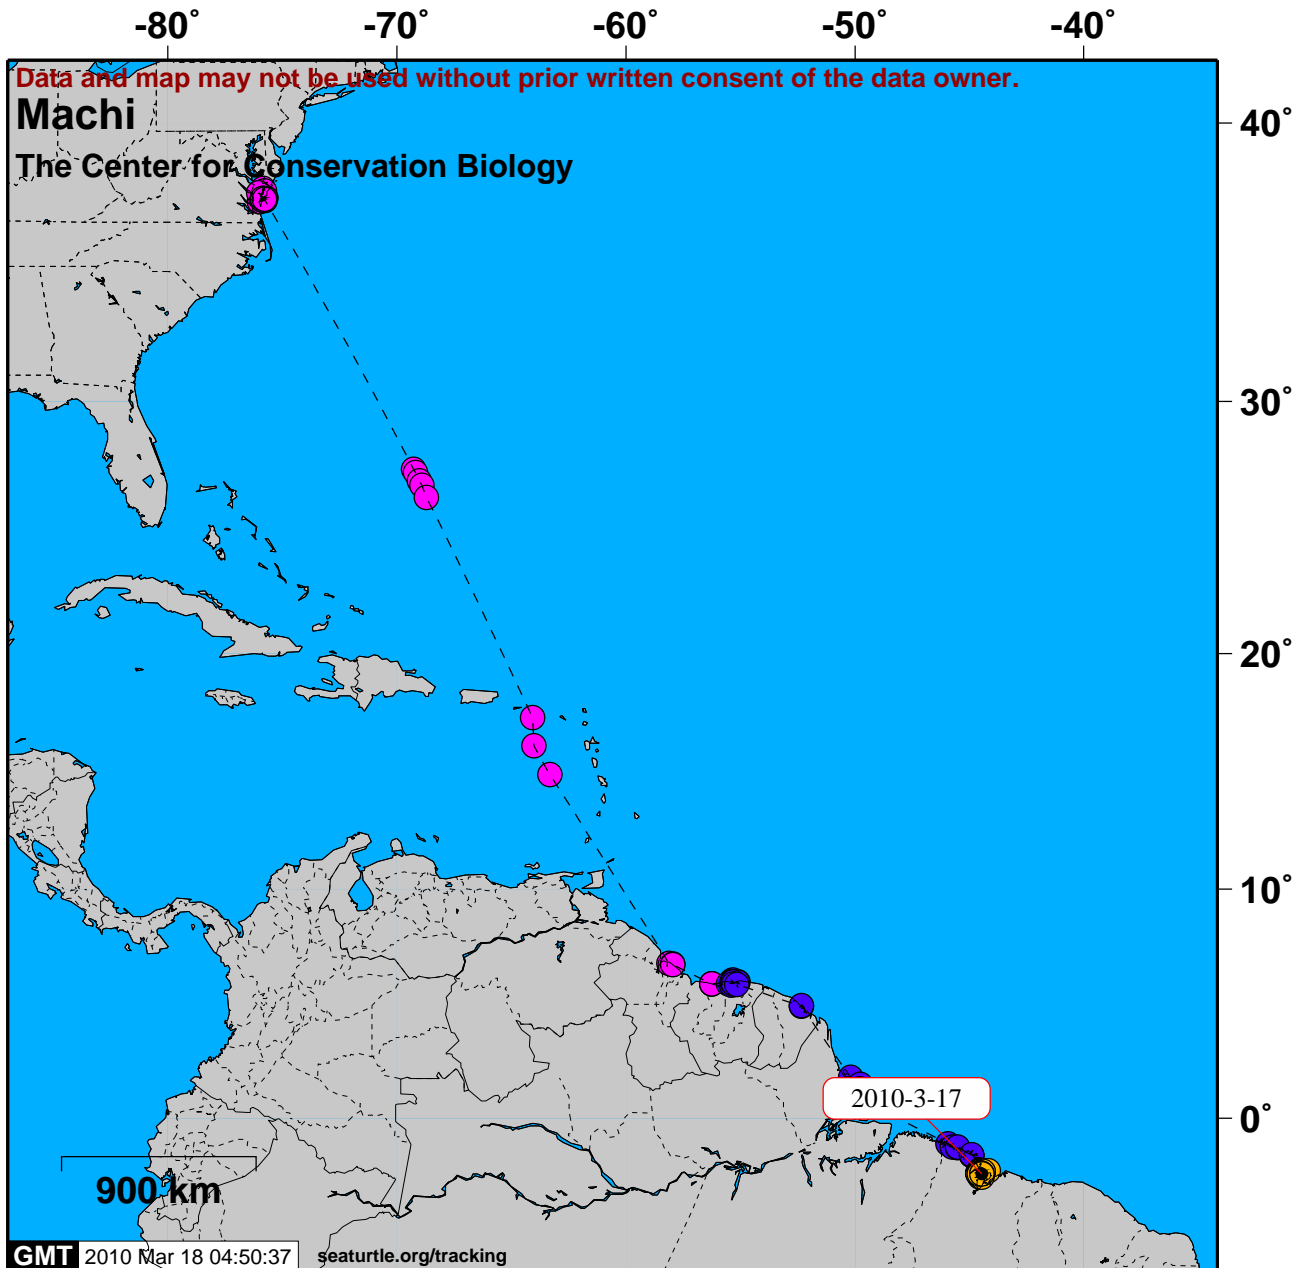 -80° -70° -60° -50° -40°
Data and map may not be used without prior written consent of the data owner.
Machi
40°
The Center for Conservation Biology
30°
20°
10°
2010-3-17
0°
900 km
GMT 2010 Mar 18 04:50:37 seaturtle.org/tracking